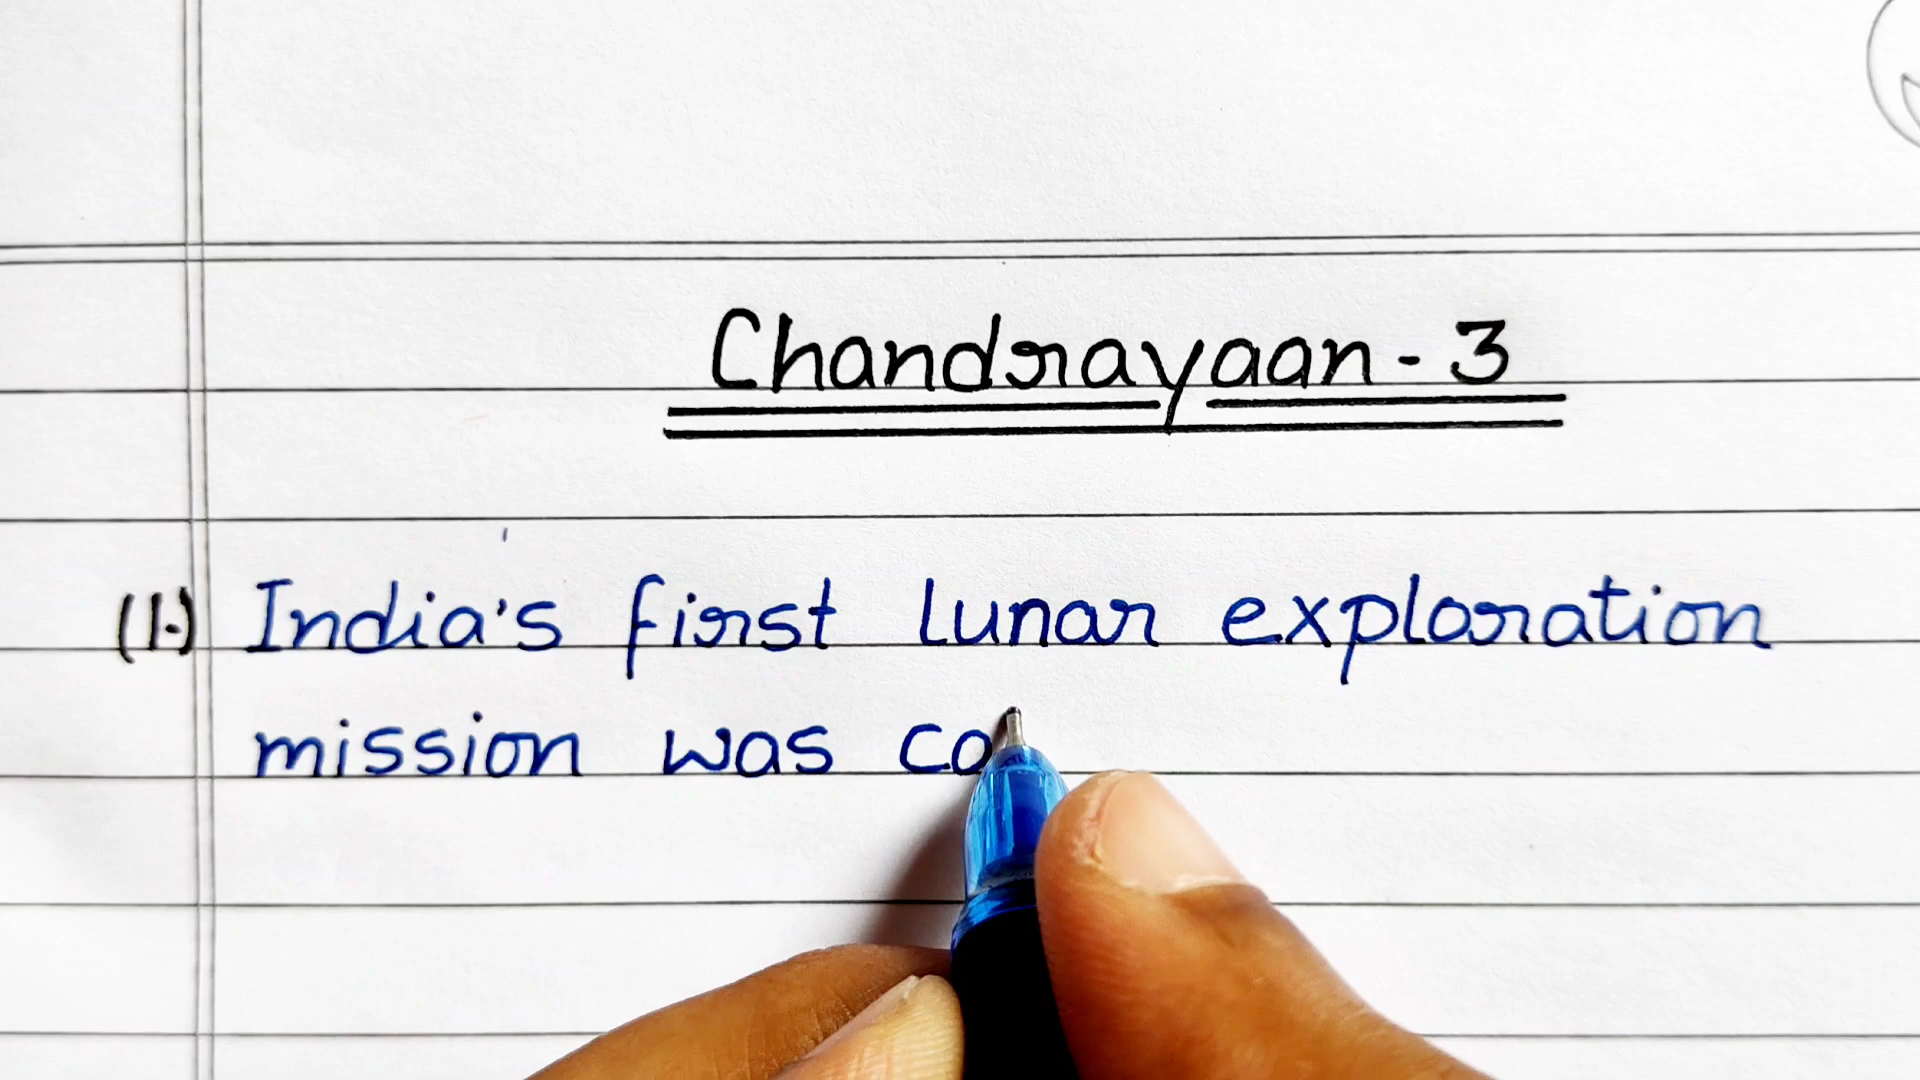 Chandrayaan - 3
(1.) India's first lunar exploration
mission was co